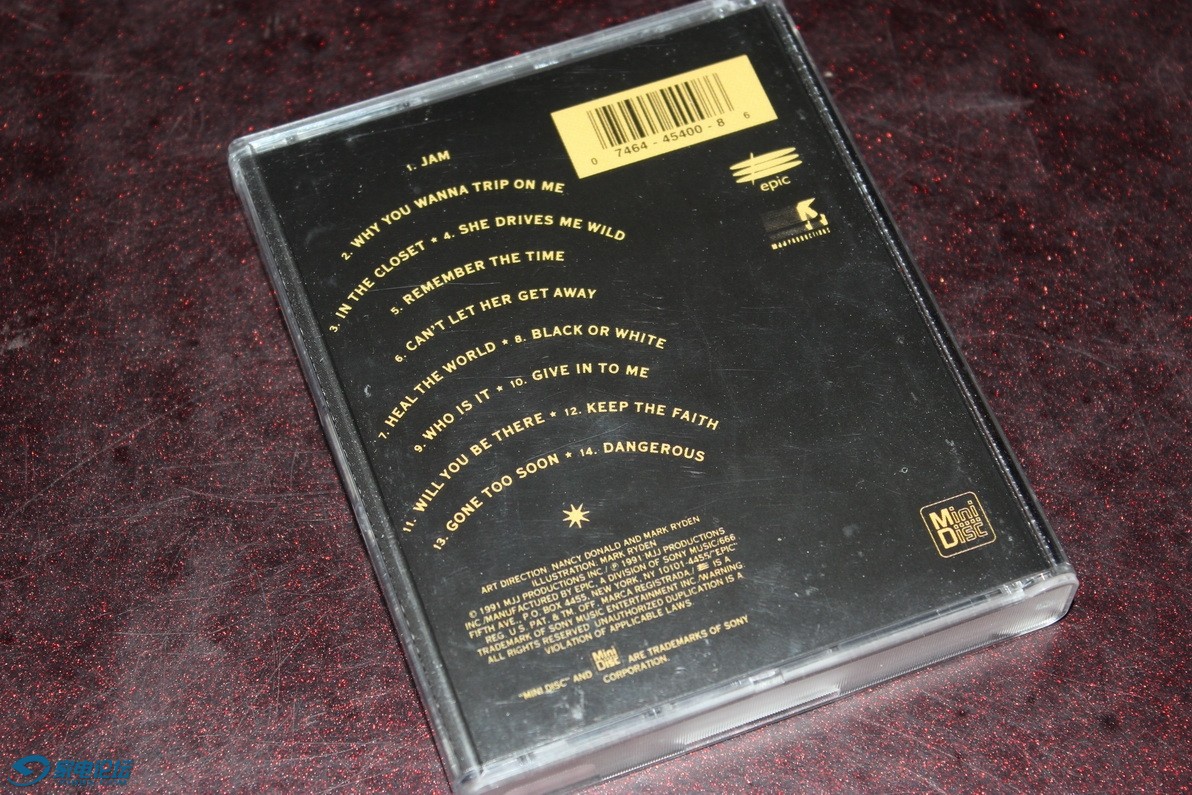 0 7464 - 45400 - 8 6
epic
MJJ PRODUCTIONS
1. JAM
2. WHY YOU WANNA TRIP ON ME
3. IN THE CLOSET ★ 4. SHE DRIVES ME WILD
5. REMEMBER THE TIME
6. CAN'T LET HER GET AWAY
7. HEAL THE WORLD ★ 8. BLACK OR WHITE
9. WHO IS IT ★ 10. GIVE IN TO ME
11. WILL YOU BE THERE ★ 12. KEEP THE FAITH
13. GONE TOO SOON ★ 14. DANGEROUS
Mini
Disc
ART DIRECTION: NANCY DONALD AND MARK RYDEN
ILLUSTRATION: MARK RYDEN
© 1991 MJJ PRODUCTIONS INC / ℗ 1991 MJJ PRODUCTIONS
INC./MANUFACTURED BY EPIC, A DIVISION OF SONY MUSIC/666
FIFTH AVE., P.O. BOX 4455, NEW YORK, NY 10101-4455/"EPIC"
REG. U.S. PAT. & TM. OFF. MARCA REGISTRADA / IS A
TRADEMARK OF SONY MUSIC ENTERTAINMENT INC./WARNING:
ALL RIGHTS RESERVED. UNAUTHORIZED DUPLICATION IS A
VIOLATION OF APPLICABLE LAWS.
"MINI DISC" AND Mini Disc ARE TRADEMARKS OF SONY
CORPORATION.
家电论坛